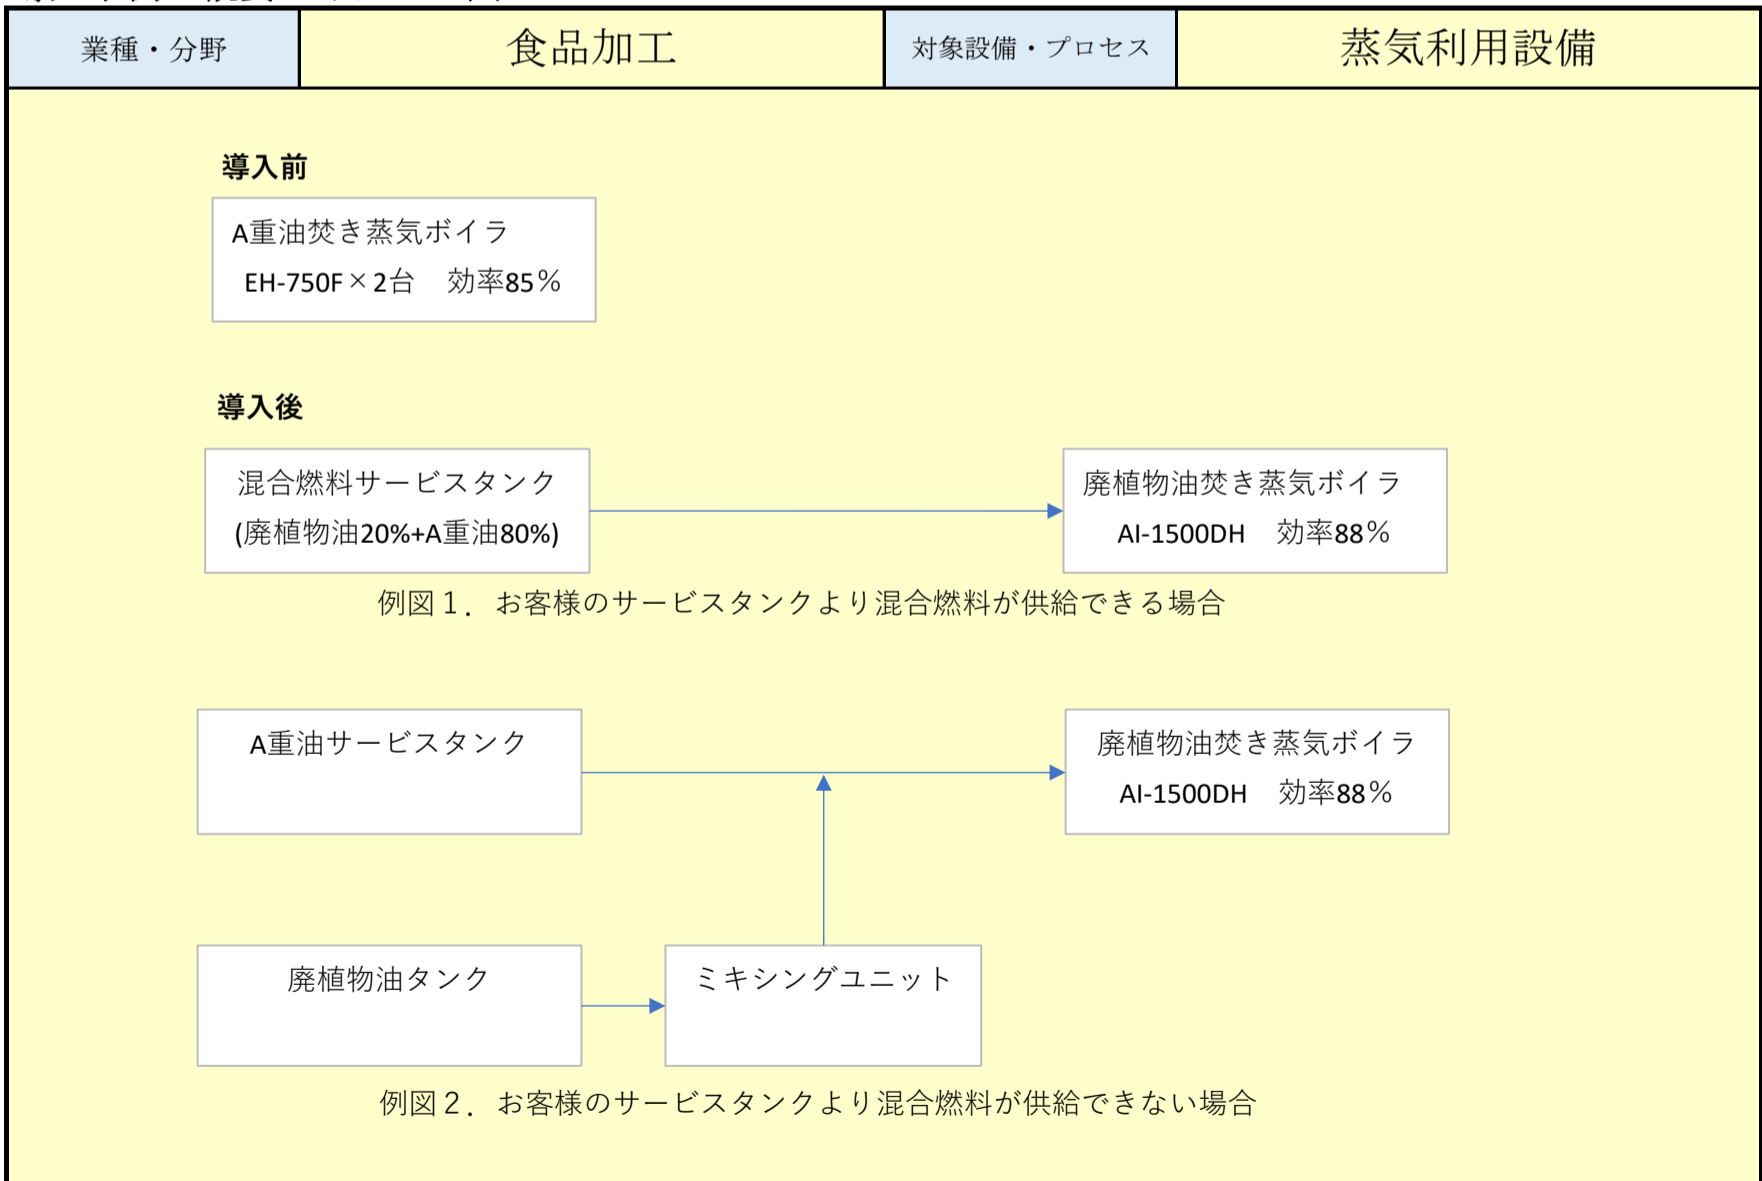 業種・分野
食品加工
対象設備・プロセス
蒸気利用設備
導入前
A重油焚き蒸気ボイラ
EH-750F×2台　効率85%
導入後
混合燃料サービスタンク
(廃植物油20%+A重油80%)
廃植物油焚き蒸気ボイラ
AI-1500DH　効率88%
例図１．お客様のサービスタンクより混合燃料が供給できる場合
A重油サービスタンク
廃植物油焚き蒸気ボイラ
AI-1500DH　効率88%
廃植物油タンク
ミキシングユニット
例図２．お客様のサービスタンクより混合燃料が供給できない場合